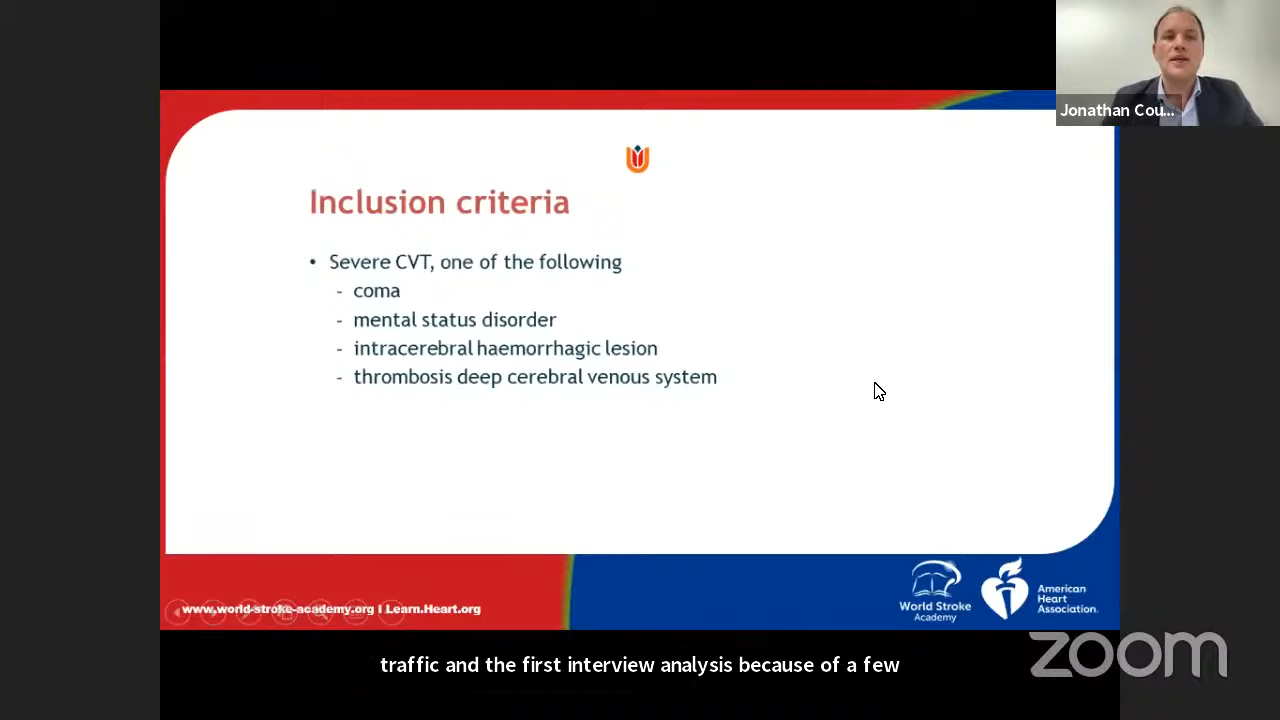 Jonathan Cou...
Inclusion criteria
• Severe CVT, one of the following
- coma
- mental status disorder
- intracerebral haemorrhagic lesion
- thrombosis deep cerebral venous system
www.world-stroke-academy.org I Learn.Heart.org
World Stroke
Academy
American
Heart
Association.
traffic and the first interview analysis because of a few
zoom